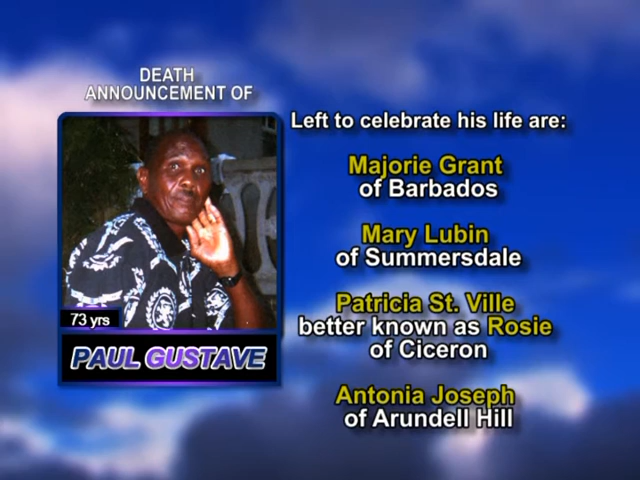 DEATH
ANNOUNCEMENT OF
73 yrs
PAUL GUSTAVE
Left to celebrate his life are:
Majorie Grant
of Barbados
Mary Lubin
of Summersdale
Patricia St. Ville
better known as Rosie
of Ciceron
Antonia Joseph
of Arundell Hill